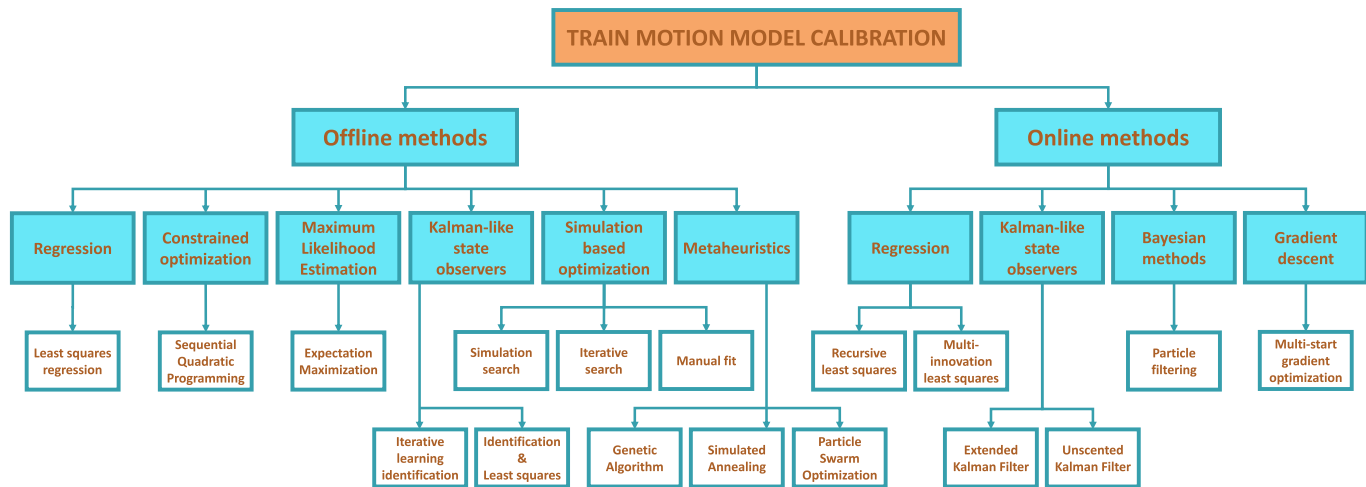 TRAIN MOTION MODEL CALIBRATION
Offline methods
Online methods
Regression
Constrained
optimization
Maximum
Likelihood
Estimation
Kalman-like
state
observers
Simulation
based
optimization
Metaheuristics
Regression
Kalman-like
state
observers
Bayesian
methods
Gradient
descent
Least squares
regression
Sequential
Quadratic
Programming
Expectation
Maximization
Simulation
search
Iterative
search
Manual fit
Recursive
least squares
Multi-
innovation
least squares
Particle
filtering
Multi-start
gradient
optimization
Iterative
learning
identification
Identification
&
Least squares
Genetic
Algorithm
Simulated
Annealing
Particle
Swarm
Optimization
Extended
Kalman Filter
Unscented
Kalman Filter